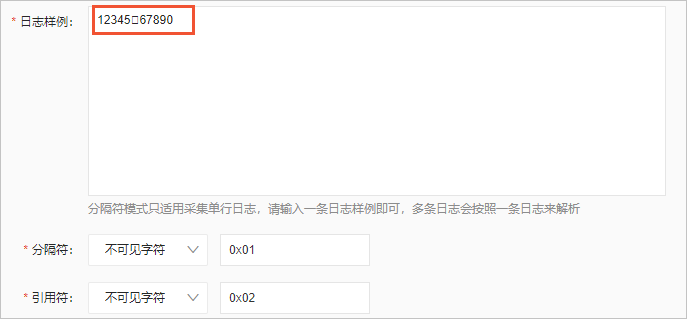 * 日志样例： 12345▯67890
分隔符模式只适用采集单行日志，请输入一条日志样例即可，多条日志会按照一条日志来解析
* 分隔符： 不可见字符 0x01
* 引用符： 不可见字符 0x02